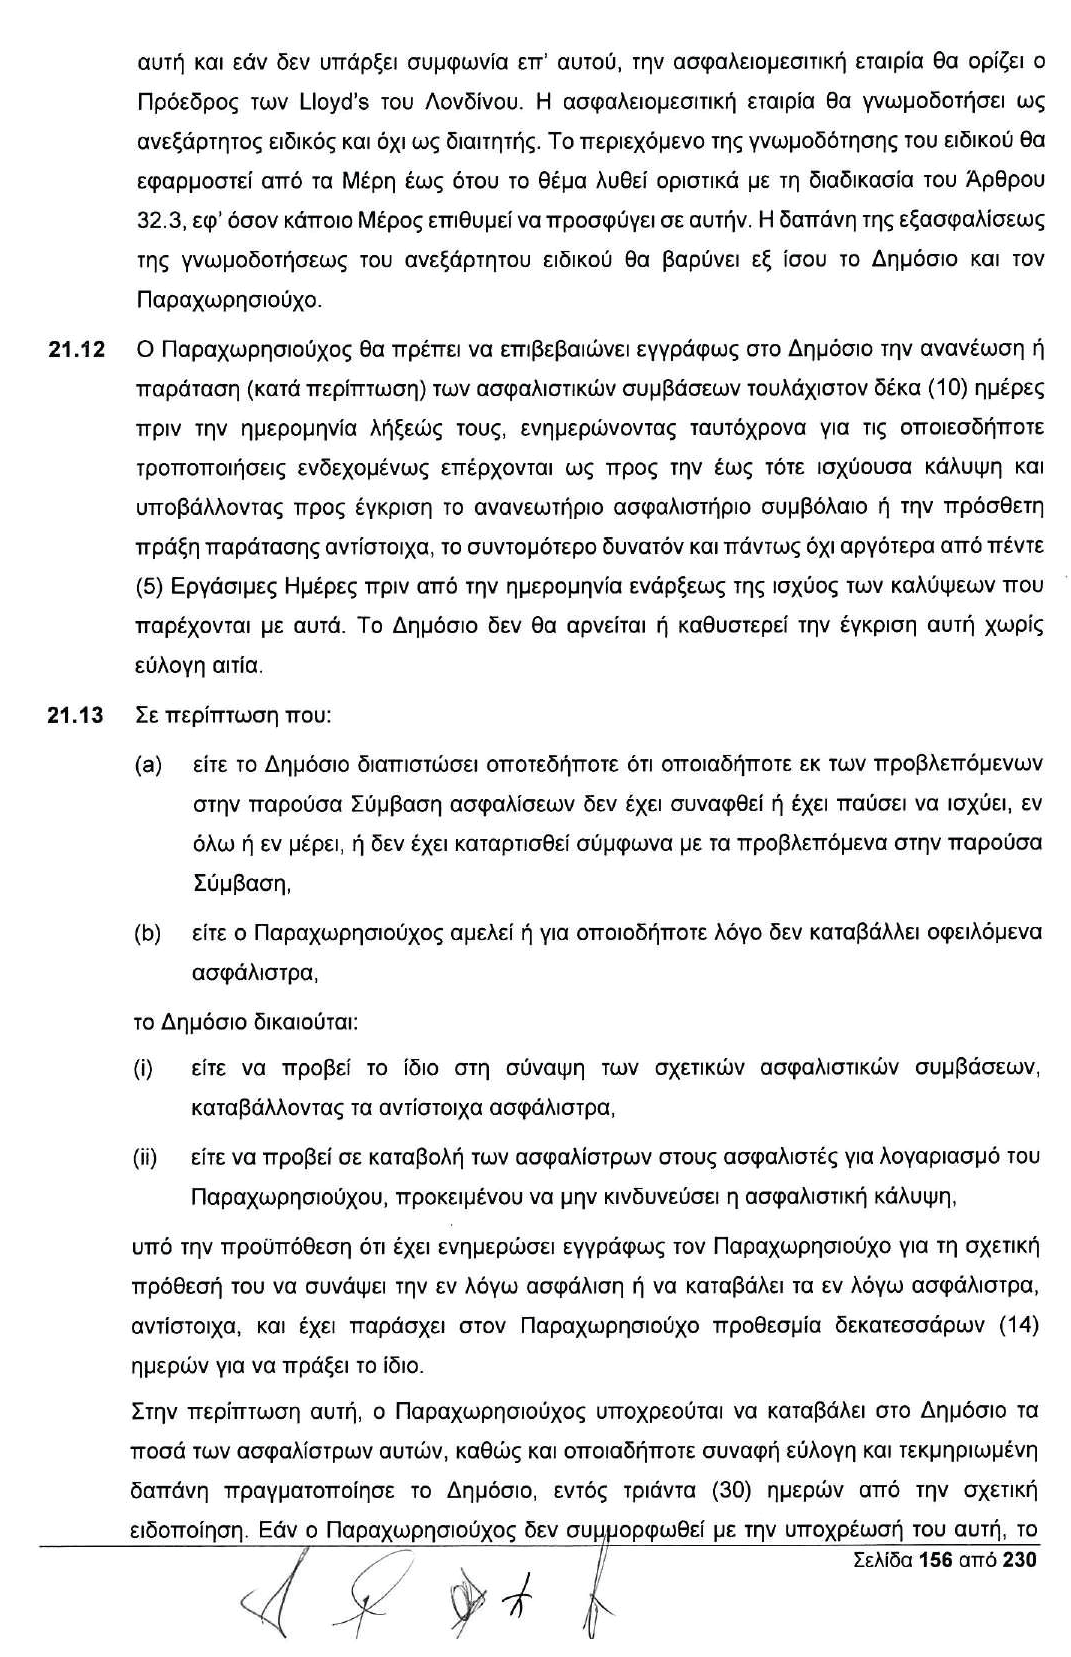 αυτή και εάν δεν υπάρξει συμφωνία επ' αυτού, την ασφαλειομεσιτική εταιρία θα ορίζει ο
Πρόεδρος των Lloyd's του Λονδίνου. Η ασφαλειομεσιτική εταιρία θα γνωμοδοτήσει ως
ανεξάρτητος ειδικός και όχι ως διαιτητής. Το περιεχόμενο της γνωμοδότησης του ειδικού θα
εφαρμοστεί από τα Μέρη έως ότου το θέμα λυθεί οριστικά με τη διαδικασία του Άρθρου
32.3, εφ' όσον κάποιο Μέρος επιθυμεί να προσφύγει σε αυτήν. Η δαπάνη της εξασφαλίσεως
της γνωμοδοτήσεως του ανεξάρτητου ειδικού θα βαρύνει εξ ίσου το Δημόσιο και τον
Παραχωρησιούχο.
21.12 Ο Παραχωρησιούχος θα πρέπει να επιβεβαιώνει εγγράφως στο Δημόσιο την ανανέωση ή
παράταση (κατά περίπτωση) των ασφαλιστικών συμβάσεων τουλάχιστον δέκα (10) ημέρες
πριν την ημερομηνία λήξεώς τους, ενημερώνοντας ταυτόχρονα για τις οποιεσδήποτε
τροποποιήσεις ενδεχομένως επέρχονται ως προς την έως τότε ισχύουσα κάλυψη και
υποβάλλοντας προς έγκριση το ανανεωτήριο ασφαλιστήριο συμβόλαιο ή την πρόσθετη
πράξη παράτασης αντίστοιχα, το συντομότερο δυνατόν και πάντως όχι αργότερα από πέντε
(5) Εργάσιμες Ημέρες πριν από την ημερομηνία ενάρξεως της ισχύος των καλύψεων που
παρέχονται με αυτά. Το Δημόσιο δεν θα αρνείται ή καθυστερεί την έγκριση αυτή χωρίς
εύλογη αιτία.
21.13 Σε περίπτωση που:
(a) είτε το Δημόσιο διαπιστώσει οποτεδήποτε ότι οποιαδήποτε εκ των προβλεπόμενων
στην παρούσα Σύμβαση ασφαλίσεων δεν έχει συναφθεί ή έχει παύσει να ισχύει, εν
όλω ή εν μέρει, ή δεν έχει καταρτισθεί σύμφωνα με τα προβλεπόμενα στην παρούσα
Σύμβαση,
(b) είτε ο Παραχωρησιούχος αμελεί ή για οποιοδήποτε λόγο δεν καταβάλλει οφειλόμενα
ασφάλιστρα,
το Δημόσιο δικαιούται:
(i) είτε να προβεί το ίδιο στη σύναψη των σχετικών ασφαλιστικών συμβάσεων,
καταβάλλοντας τα αντίστοιχα ασφάλιστρα,
(ii) είτε να προβεί σε καταβολή των ασφαλίστρων στους ασφαλιστές για λογαριασμό του
Παραχωρησιούχου, προκειμένου να μην κινδυνεύσει η ασφαλιστική κάλυψη,
υπό την προϋπόθεση ότι έχει ενημερώσει εγγράφως τον Παραχωρησιούχο για τη σχετική
πρόθεσή του να συνάψει την εν λόγω ασφάλιση ή να καταβάλει τα εν λόγω ασφάλιστρα,
αντίστοιχα, και έχει παράσχει στον Παραχωρησιούχο προθεσμία δεκατεσσάρων (14)
ημερών για να πράξει το ίδιο.
Στην περίπτωση αυτή, ο Παραχωρησιούχος υποχρεούται να καταβάλει στο Δημόσιο τα
ποσά των ασφαλίστρων αυτών, καθώς και οποιαδήποτε συναφή εύλογη και τεκμηριωμένη
δαπάνη πραγματοποίησε το Δημόσιο, εντός τριάντα (30) ημερών από την σχετική
ειδοποίηση. Εάν ο Παραχωρησιούχος δεν συμμορφωθεί με την υποχρέωσή του αυτή, το
Σελίδα 156 από 230